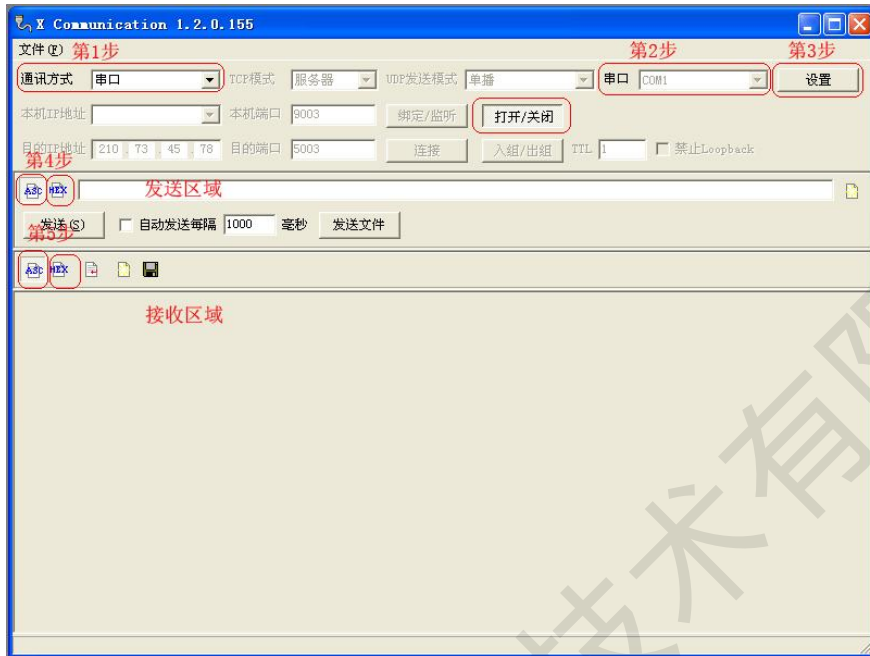 X Communication 1.2.0.155
文件(F) 第1步 第2步 第3步
通讯方式 串口 TCP模式 服务器 UDP发送模式 单播 串口 COM1 设置
本机IP地址 本机端口 9003 绑定/监听 打开/关闭
目的IP地址 210 . 73 . 45 . 78 目的端口 5003 连接 入组/出组 TTL 1 禁止Loopback
第4步
ASC HEX 发送区域
发送(S) 自动发送每隔 1000 毫秒 发送文件
第5步
ASC HEX
接收区域
技术有限